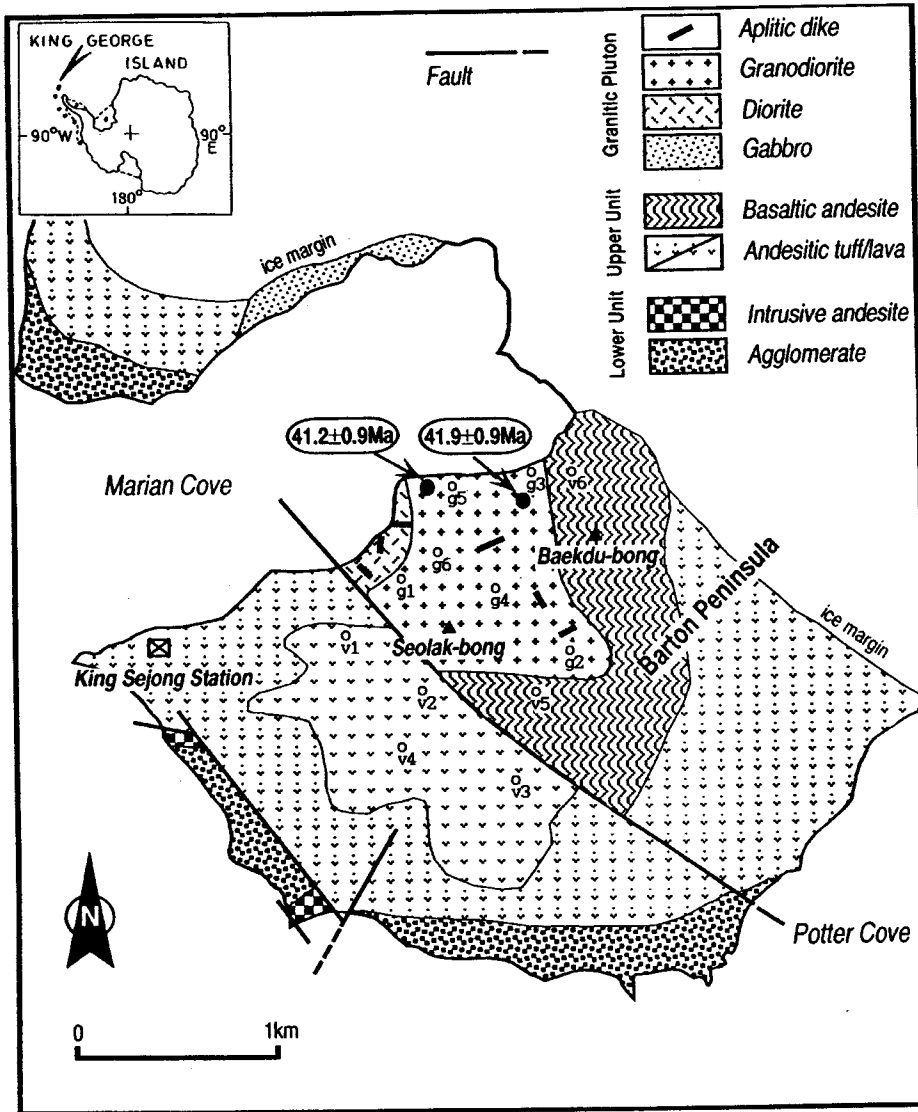 KING GEORGE
ISLAND
90°W
90°
E
180°
Fault
Granitic Pluton
Aplitic dike
Granodiorite
Diorite
Gabbro
Upper Unit
Basaltic andesite
Andesitic tuff/lava
Lower Unit
Intrusive andesite
Agglomerate
ice margin
41.2±0.9Ma
41.9±0.9Ma
Marian Cove
g5
g3
v6
Baekdu-bong
g6
g1
g4
Barton Peninsula
ice margin
v1
Seolak-bong
g2
King Sejong Station
v2
v5
v4
v3
N
Potter Cove
0
1km